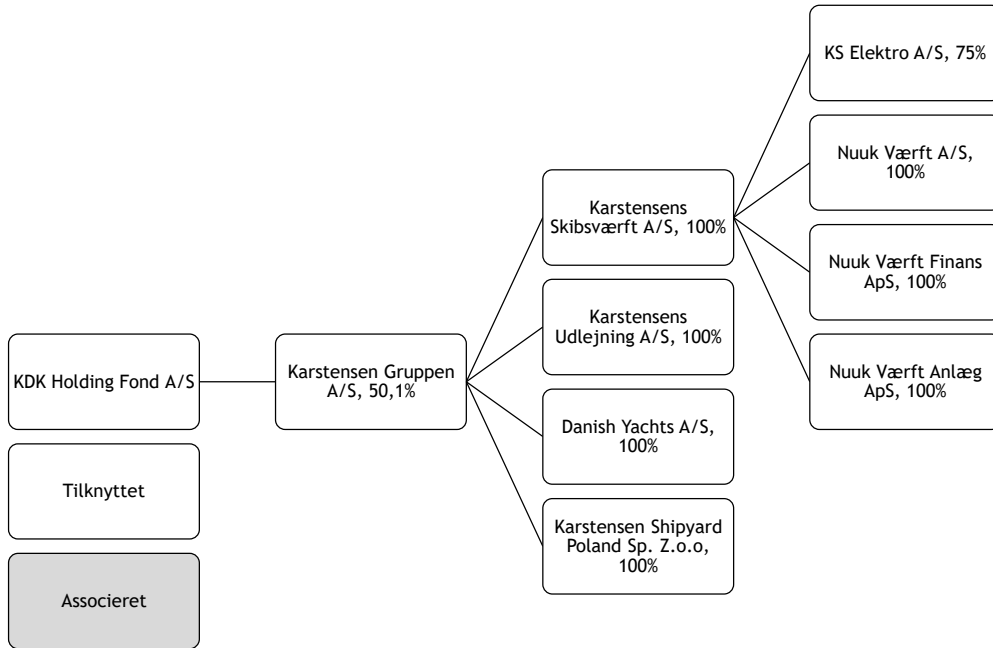 KDK Holding Fond A/S
Tilknyttet
Associeret
Karstensen Gruppen
A/S, 50,1%
Karstensens
Skibsværft A/S, 100%
Karstensens
Udlejning A/S, 100%
Danish Yachts A/S,
100%
Karstensen Shipyard
Poland Sp. Z.o.o,
100%
KS Elektro A/S, 75%
Nuuk Værft A/S,
100%
Nuuk Værft Finans
ApS, 100%
Nuuk Værft Anlæg
ApS, 100%